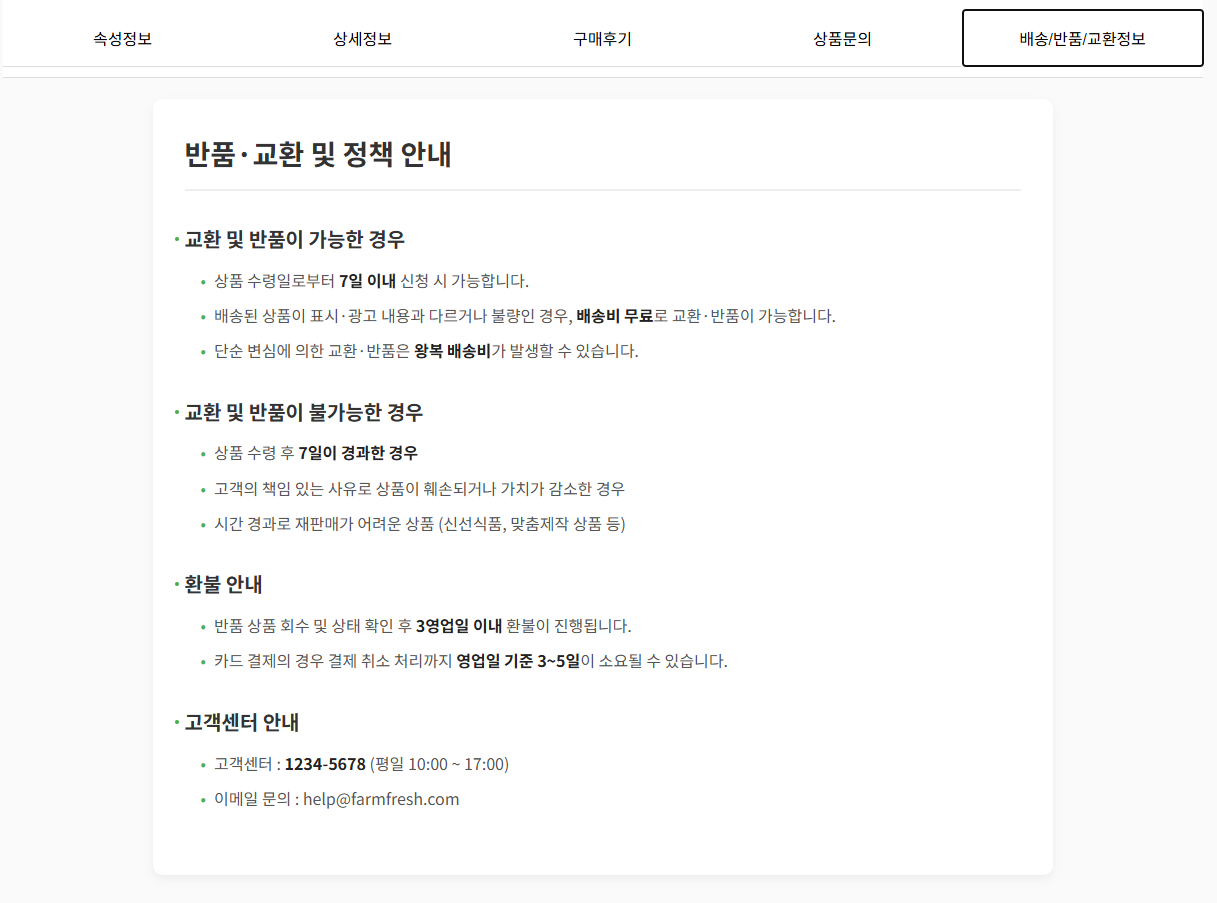 속성정보
상세정보
구매후기
상품문의
배송/반품/교환정보
반품·교환 및 정책 안내
• 교환 및 반품이 가능한 경우
• 상품 수령일로부터 7일 이내 신청 시 가능합니다.
• 배송된 상품이 표시·광고 내용과 다르거나 불량인 경우, 배송비 무료로 교환·반품이 가능합니다.
• 단순 변심에 의한 교환·반품은 왕복 배송비가 발생할 수 있습니다.
• 교환 및 반품이 불가능한 경우
• 상품 수령 후 7일이 경과한 경우
• 고객의 책임 있는 사유로 상품이 훼손되거나 가치가 감소한 경우
• 시간 경과로 재판매가 어려운 상품 (신선식품, 맞춤제작 상품 등)
• 환불 안내
• 반품 상품 회수 및 상태 확인 후 3영업일 이내 환불이 진행됩니다.
• 카드 결제의 경우 결제 취소 처리까지 영업일 기준 3~5일이 소요될 수 있습니다.
• 고객센터 안내
• 고객센터 : 1234-5678 (평일 10:00 ~ 17:00)
• 이메일 문의 : help@farmfresh.com